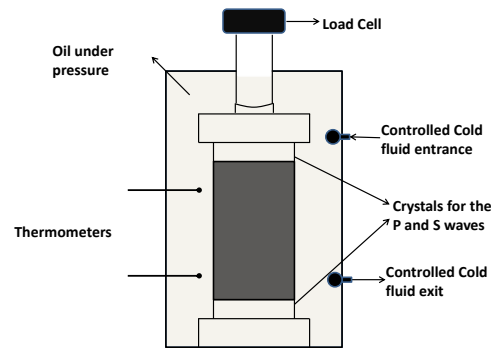 Load Cell
Oil under
pressure
Controlled Cold
fluid entrance
Crystals for the
P and S waves
Thermometers
Controlled Cold
fluid exit